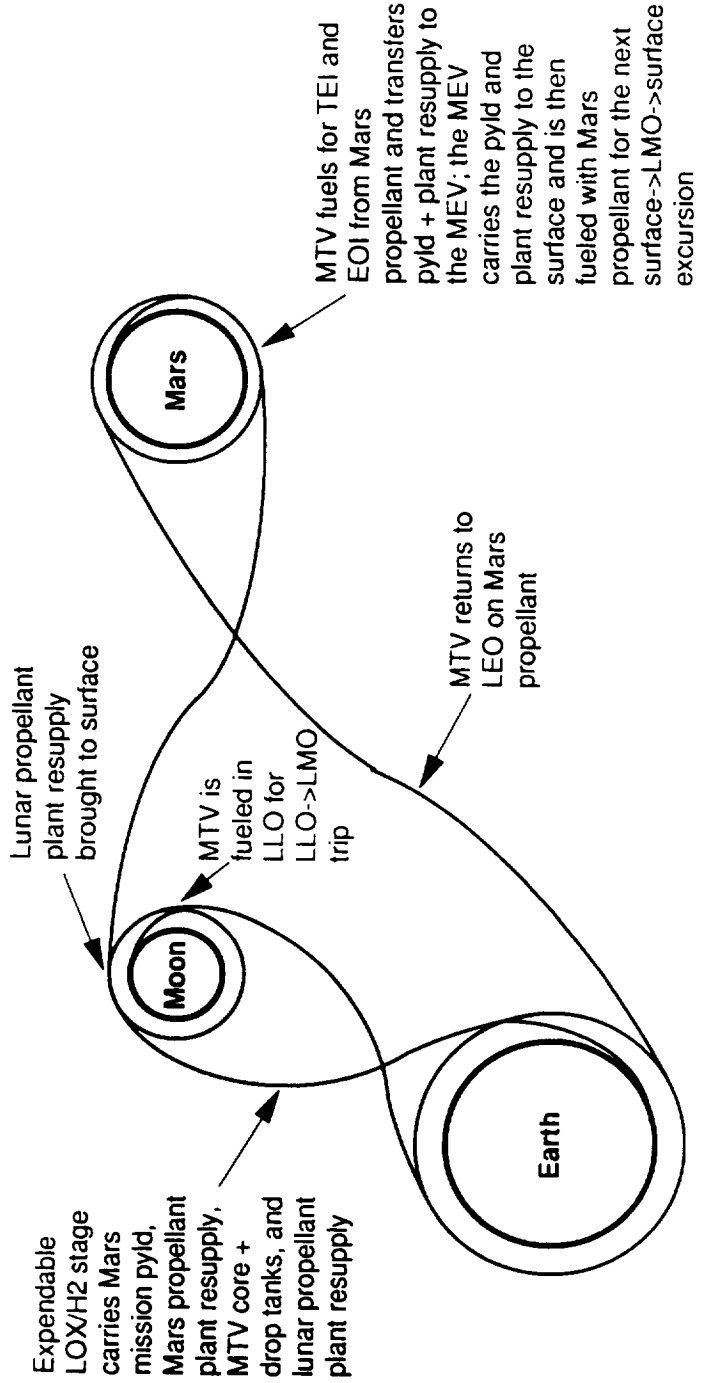 Expendable
LOX/H2 stage
carries Mars
mission pyld,
Mars propellant
plant resupply,
MTV core +
drop tanks, and
lunar propellant
plant resupply
Lunar propellant
plant resupply
brought to surface
Moon
MTV is
fueled in
LLO for
LLO->LMO
trip
Earth
MTV returns to
LEO on Mars
propellant
Mars
MTV fuels for TEI and
EOI from Mars
propellant and transfers
pyld + plant resupply to
the MEV; the MEV
carries the pyld and
plant resupply to the
surface and is then
fueled with Mars
propellant for the next
surface->LMO->surface
excursion